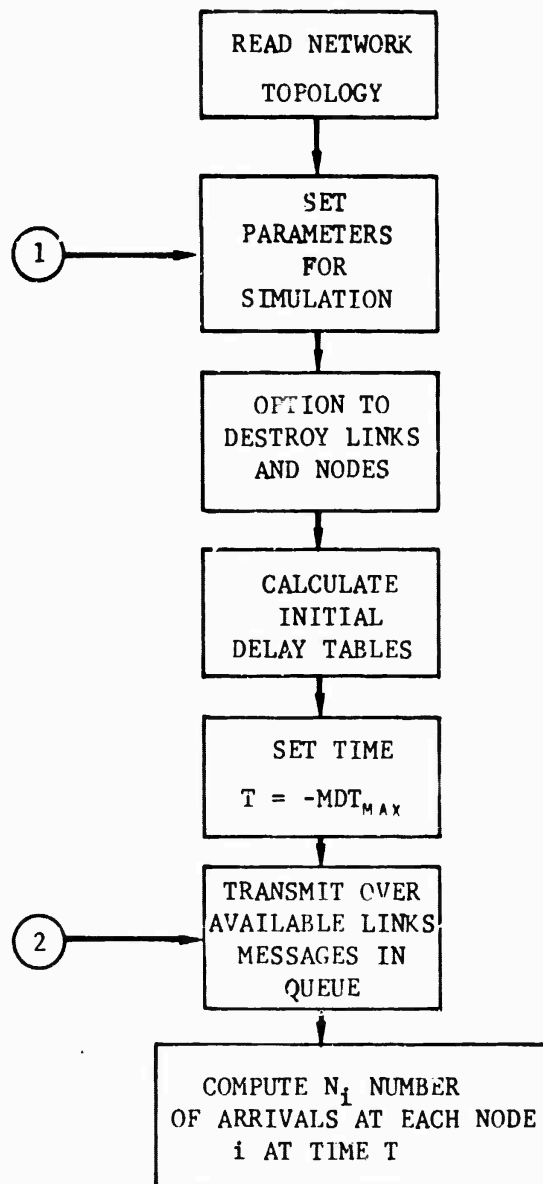 READ NETWORK
TOPOLOGY
SET
PARAMETERS
FOR
SIMULATION
1
OPTION TO
DESTROY LINKS
AND NODES
CALCULATE
INITIAL
DELAY TABLES
SET TIME
T = -MDT_MAX
TRANSMIT OVER
AVAILABLE LINKS
MESSAGES IN
QUEUE
2
COMPUTE N_i NUMBER
OF ARRIVALS AT EACH NODE
i AT TIME T